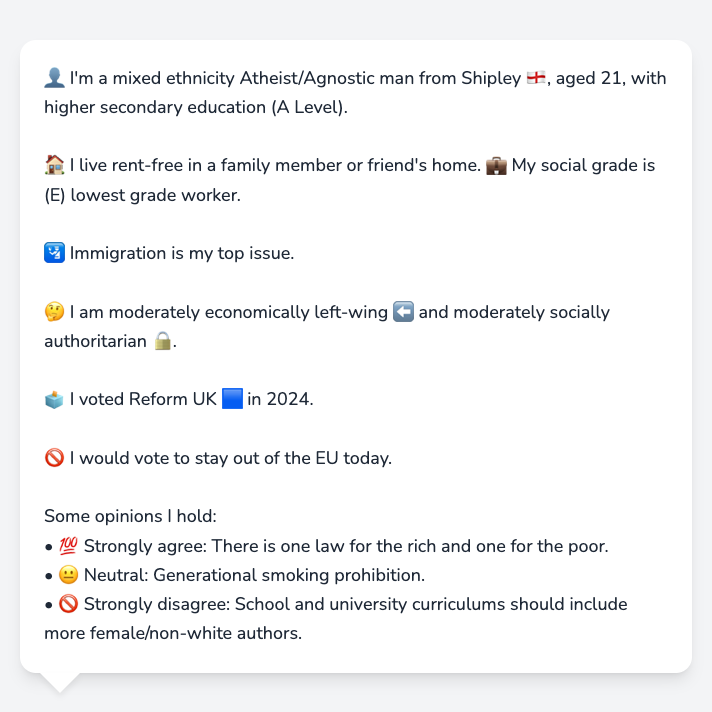 👤 I'm a mixed ethnicity Atheist/Agnostic man from Shipley 🏴󠁧󠁢󠁥󠁮󠁧󠁿, aged 21, with
higher secondary education (A Level).
🏠 I live rent-free in a family member or friend's home. 💼 My social grade is
(E) lowest grade worker.
🛂 Immigration is my top issue.
🤔 I am moderately economically left-wing ⬅️ and moderately socially
authoritarian 🔒.
🗳️ I voted Reform UK 🟦 in 2024.
🚫 I would vote to stay out of the EU today.
Some opinions I hold:
• 💯 Strongly agree: There is one law for the rich and one for the poor.
• 😐 Neutral: Generational smoking prohibition.
• 🚫 Strongly disagree: School and university curriculums should include
more female/non-white authors.